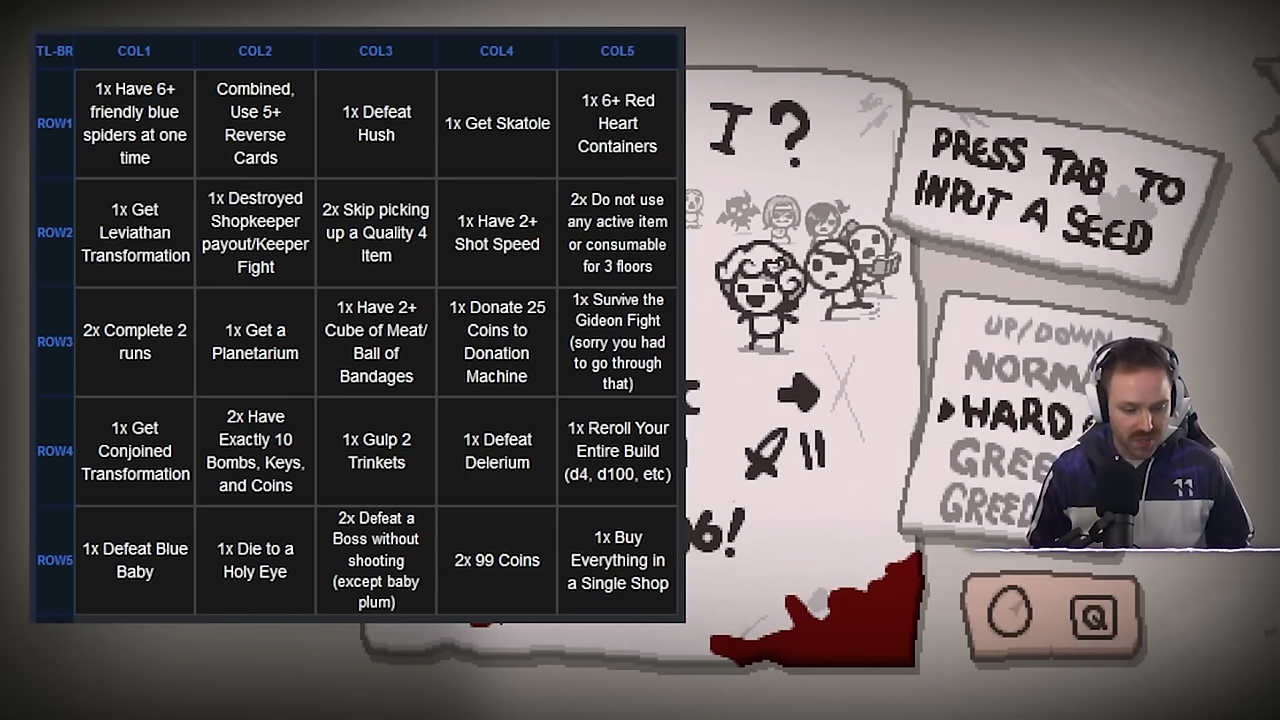 TL-BR COL1 COL2 COL3 COL4 COL5
ROW1
1x Have 6+
friendly blue
spiders at one
time
Combined,
Use 5+
Reverse
Cards
1x Defeat
Hush
1x Get Skatole
1x 6+ Red
Heart
Containers
ROW2
1x Get
Leviathan
Transformation
1x Destroyed
Shopkeeper
payout/Keeper
Fight
2x Skip picking
up a Quality 4
Item
1x Have 2+
Shot Speed
2x Do not use
any active item
or consumable
for 3 floors
ROW3
2x Complete 2
runs
1x Get a
Planetarium
1x Have 2+
Cube of Meat/
Ball of
Bandages
1x Donate 25
Coins to
Donation
Machine
1x Survive the
Gideon Fight
(sorry you had
to go through
that)
ROW4
1x Get
Conjoined
Transformation
2x Have
Exactly 10
Bombs, Keys,
and Coins
1x Gulp 2
Trinkets
1x Defeat
Delerium
1x Reroll Your
Entire Build
(d4, d100, etc)
ROW5
1x Defeat Blue
Baby
1x Die to a
Holy Eye
2x Defeat a
Boss without
shooting
(except baby
plum)
2x 99 Coins
1x Buy
Everything in
a Single Shop
I?
PRESS TAB TO
INPUT A SEED
UP/DOWN
HARD
11
Q